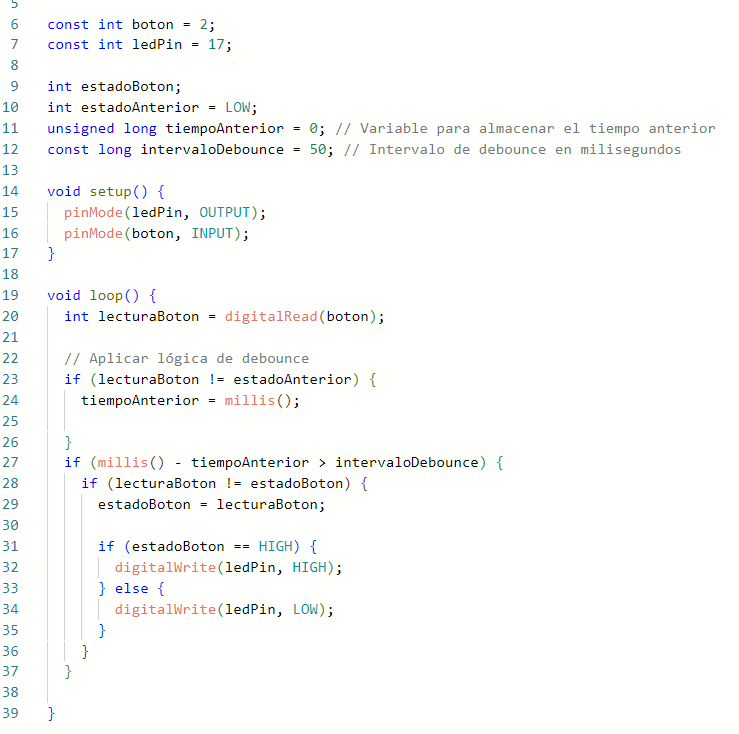 5
6 const int boton = 2;
7 const int ledPin = 17;
8
9 int estadoBoton;
10 int estadoAnterior = LOW;
11 unsigned long tiempoAnterior = 0; // Variable para almacenar el tiempo anterior
12 const long intervaloDebounce = 50; // Intervalo de debounce en milisegundos
13
14 void setup() {
15   pinMode(ledPin, OUTPUT);
16   pinMode(boton, INPUT);
17 }
18
19 void loop() {
20   int lecturaBoton = digitalRead(boton);
21
22   // Aplicar lógica de debounce
23   if (lecturaBoton != estadoAnterior) {
24     tiempoAnterior = millis();
25
26   }
27   if (millis() - tiempoAnterior > intervaloDebounce) {
28     if (lecturaBoton != estadoBoton) {
29       estadoBoton = lecturaBoton;
30
31       if (estadoBoton == HIGH) {
32         digitalWrite(ledPin, HIGH);
33       } else {
34         digitalWrite(ledPin, LOW);
35       }
36     }
37   }
38
39 }